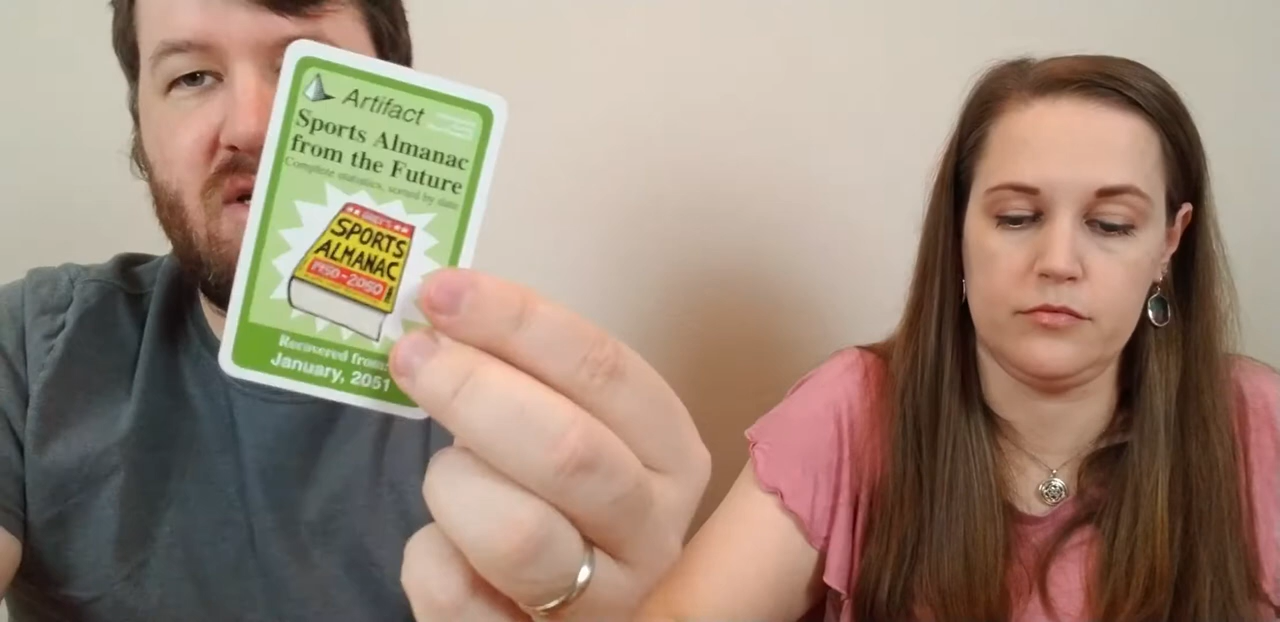 Artifact
Sports Almanac
from the Future
Complete statistics, sorted by date
SPORTS
ALMANAC
1950-2050
Recovered from:
January, 2051